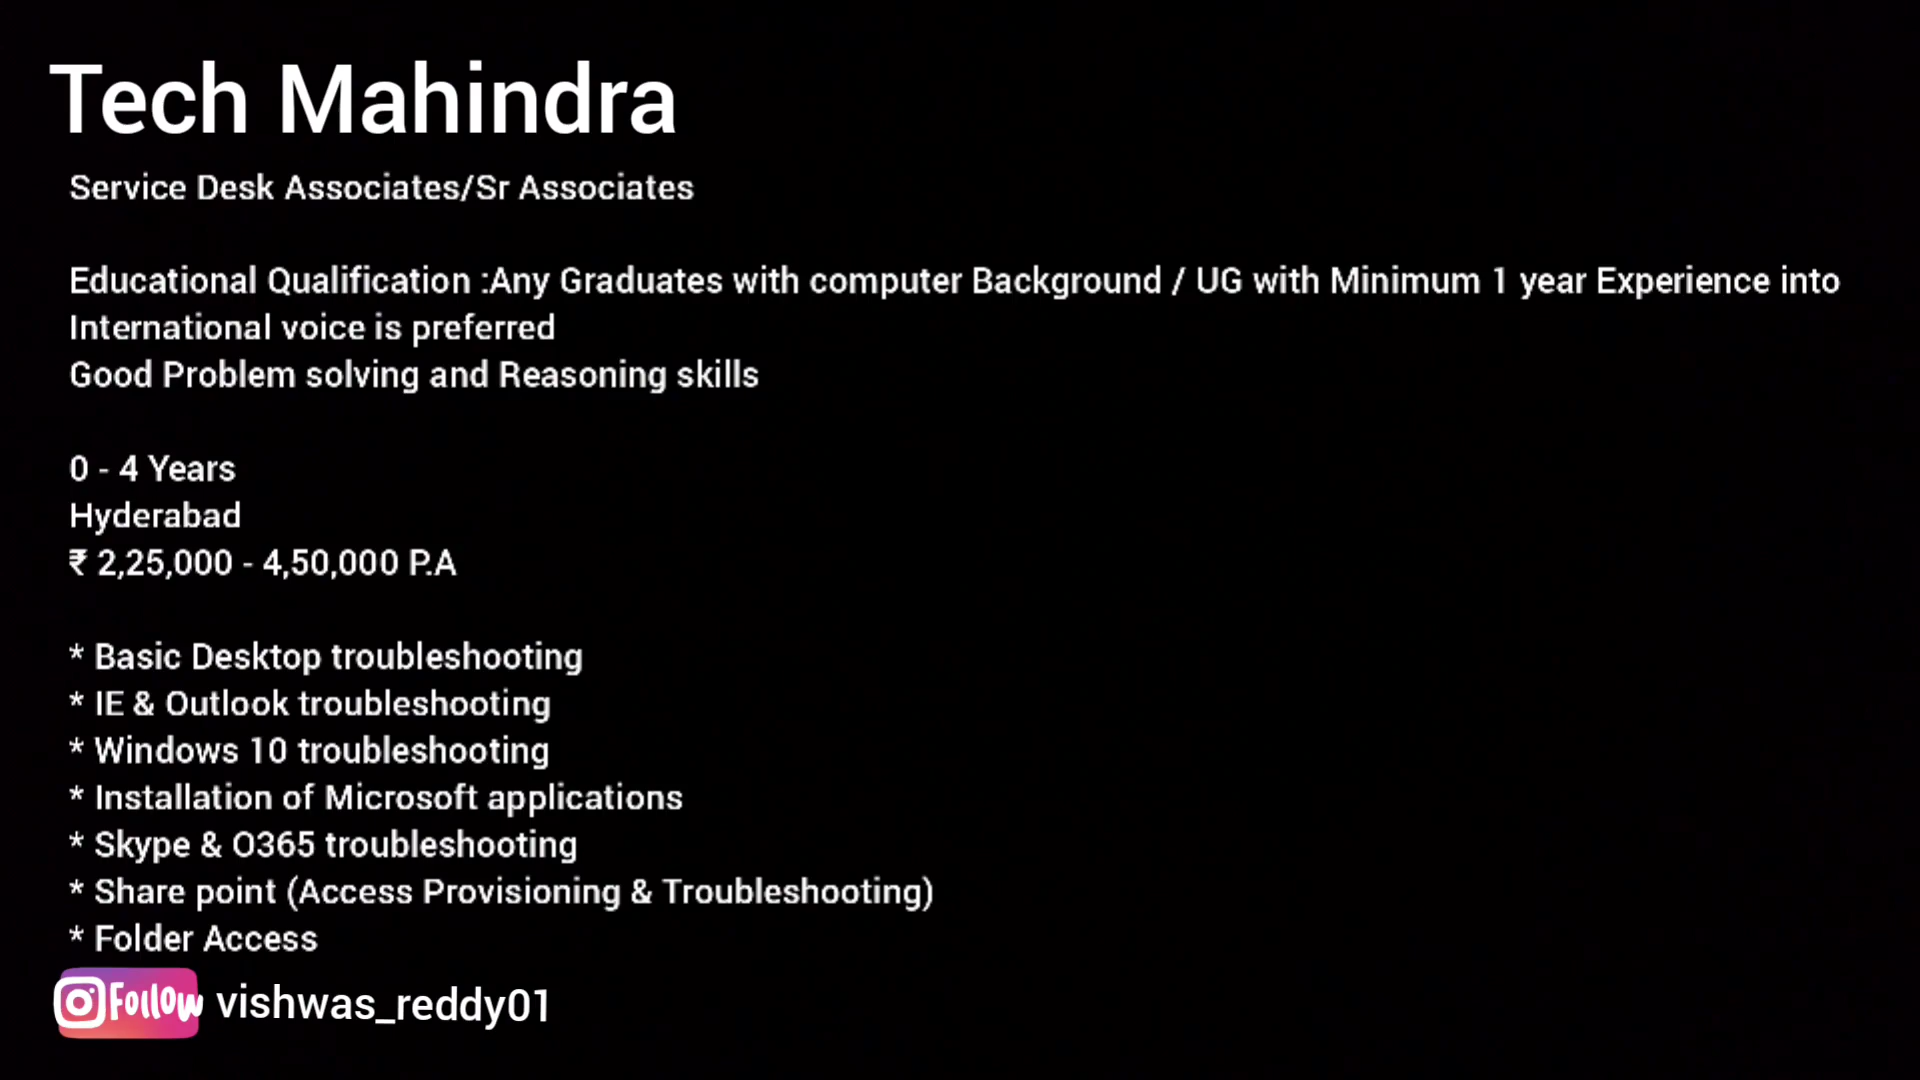 Tech Mahindra
Service Desk Associates/Sr Associates
Educational Qualification :Any Graduates with computer Background / UG with Minimum 1 year Experience into
International voice is preferred
Good Problem solving and Reasoning skills
0 - 4 Years
Hyderabad
₹ 2,25,000 - 4,50,000 P.A
* Basic Desktop troubleshooting
* IE & Outlook troubleshooting
* Windows 10 troubleshooting
* Installation of Microsoft applications
* Skype & O365 troubleshooting
* Share point (Access Provisioning & Troubleshooting)
* Folder Access
Follow vishwas_reddy01